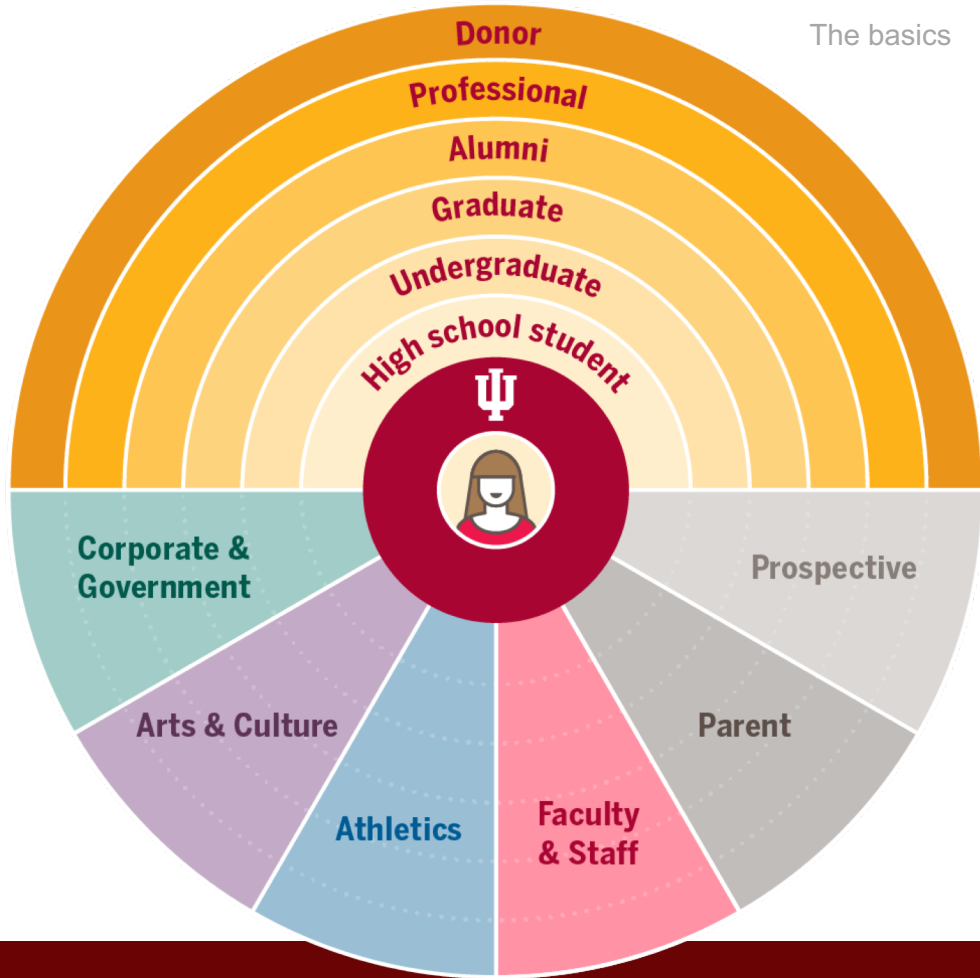 The basics
Donor
Professional
Alumni
Graduate
Undergraduate
High school student
Corporate &
Government
Prospective
Arts & Culture
Parent
Athletics
Faculty
& Staff